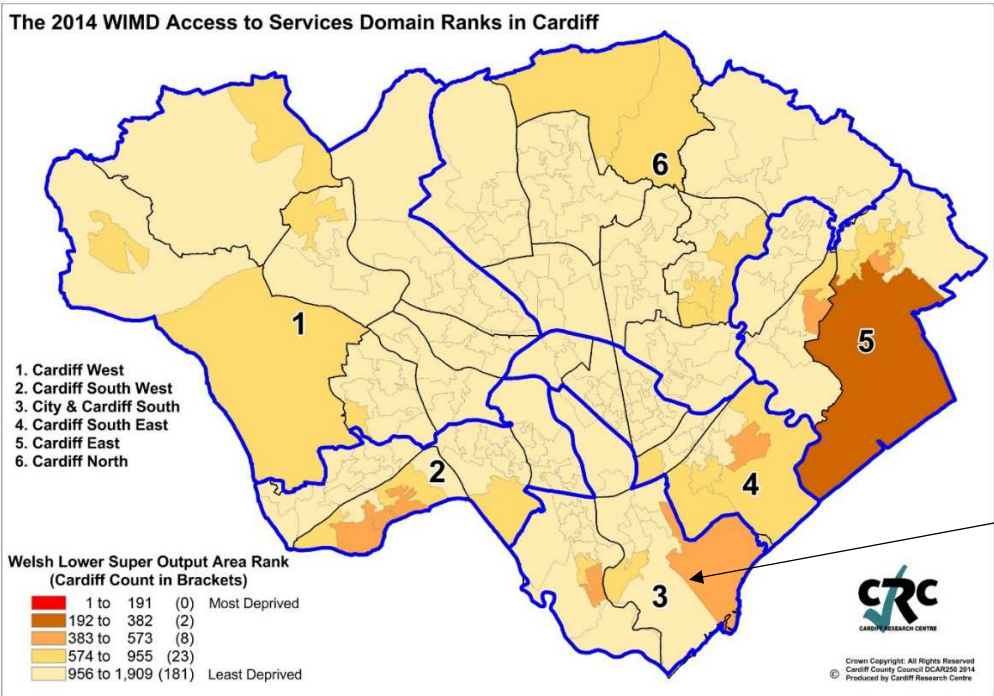 The 2014 WIMD Access to Services Domain Ranks in Cardiff
6
1
5
1. Cardiff West
2. Cardiff South West
3. City & Cardiff South
4. Cardiff South East
5. Cardiff East
6. Cardiff North
2
4
3
Welsh Lower Super Output Area Rank
(Cardiff Count in Brackets)
1 to 191 (0) Most Deprived
192 to 382 (2)
383 to 573 (8)
574 to 955 (23)
956 to 1,909 (181) Least Deprived
CRC
CARDIFF RESEARCH CENTRE
Crown Copyright: All Rights Reserved
Cardiff County Council DCAR250 2014
© Produced by Cardiff Research Centre